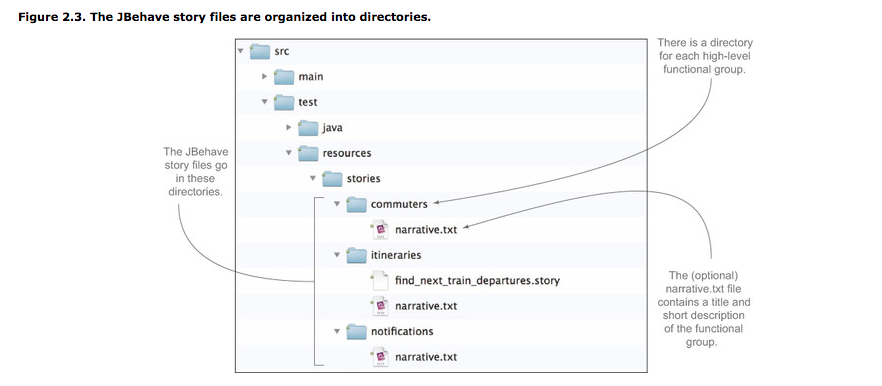 Figure 2.3. The JBehave story files are organized into directories.
There is a directory
for each high-level
functional group.
src
main
test
java
The JBehave
story files go
in these
directories.
resources
stories
commuters
narrative.txt
itineraries
find_next_train_departures.story
narrative.txt
notifications
narrative.txt
The (optional)
narrative.txt file
contains a title and
short description
of the functional
group.